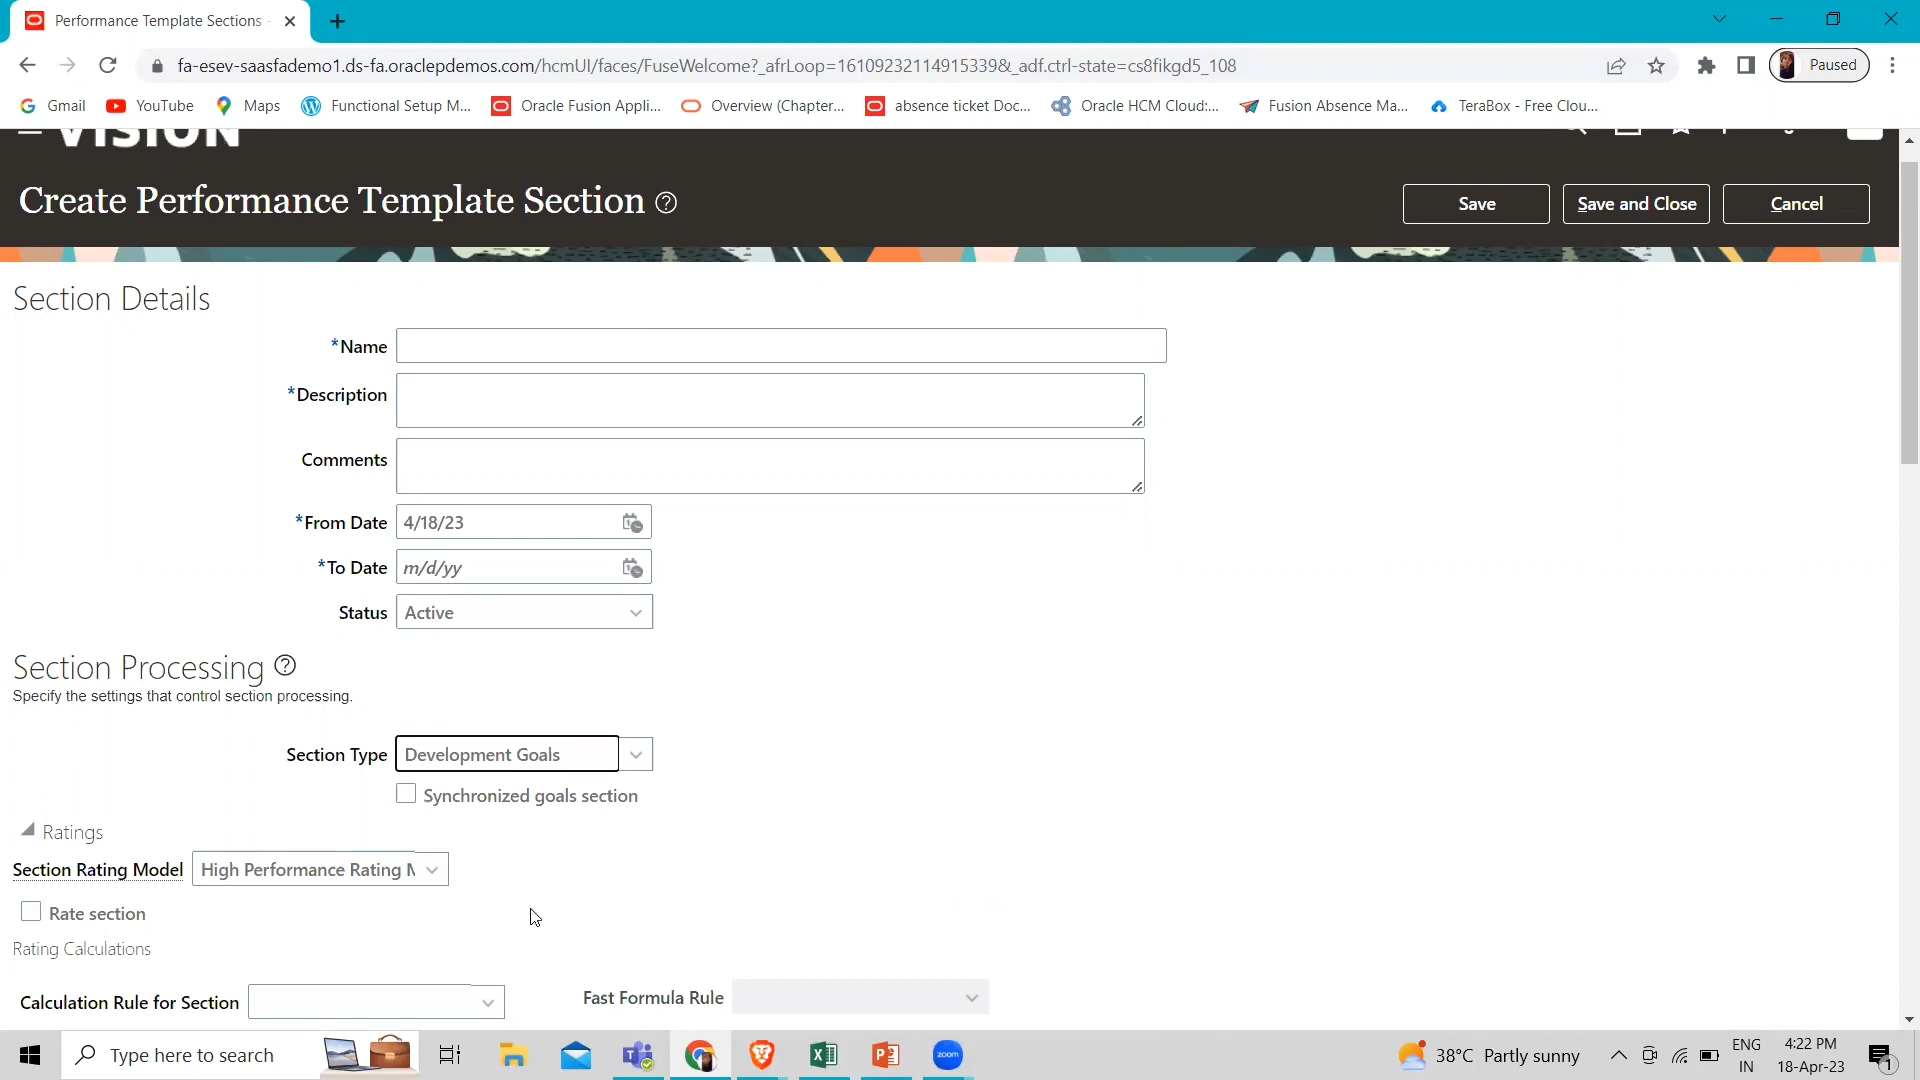 Performance Template Sections -
fa-esev-saasfademo1.ds-fa.oraclepdemos.com/hcmUI/faces/FuseWelcome?_afrLoop=16109232114915339&_adf.ctrl-state=cs8fikgd5_108
Paused
Gmail YouTube Maps Functional Setup M... Oracle Fusion Appli... Overview (Chapter... absence ticket Doc... Oracle HCM Cloud:... Fusion Absence Ma... TeraBox - Free Clou...
VISION
Create Performance Template Section ?
Save Save and Close Cancel
Section Details
*Name
*Description
Comments
*From Date 4/18/23
*To Date m/d/yy
Status Active
Section Processing ?
Specify the settings that control section processing.
Section Type Development Goals
Synchronized goals section
Ratings
Section Rating Model High Performance Rating M
Rate section
Rating Calculations
Calculation Rule for Section Fast Formula Rule
Type here to search
zoom
38°C Partly sunny
ENG
IN
4:22 PM
18-Apr-23
1